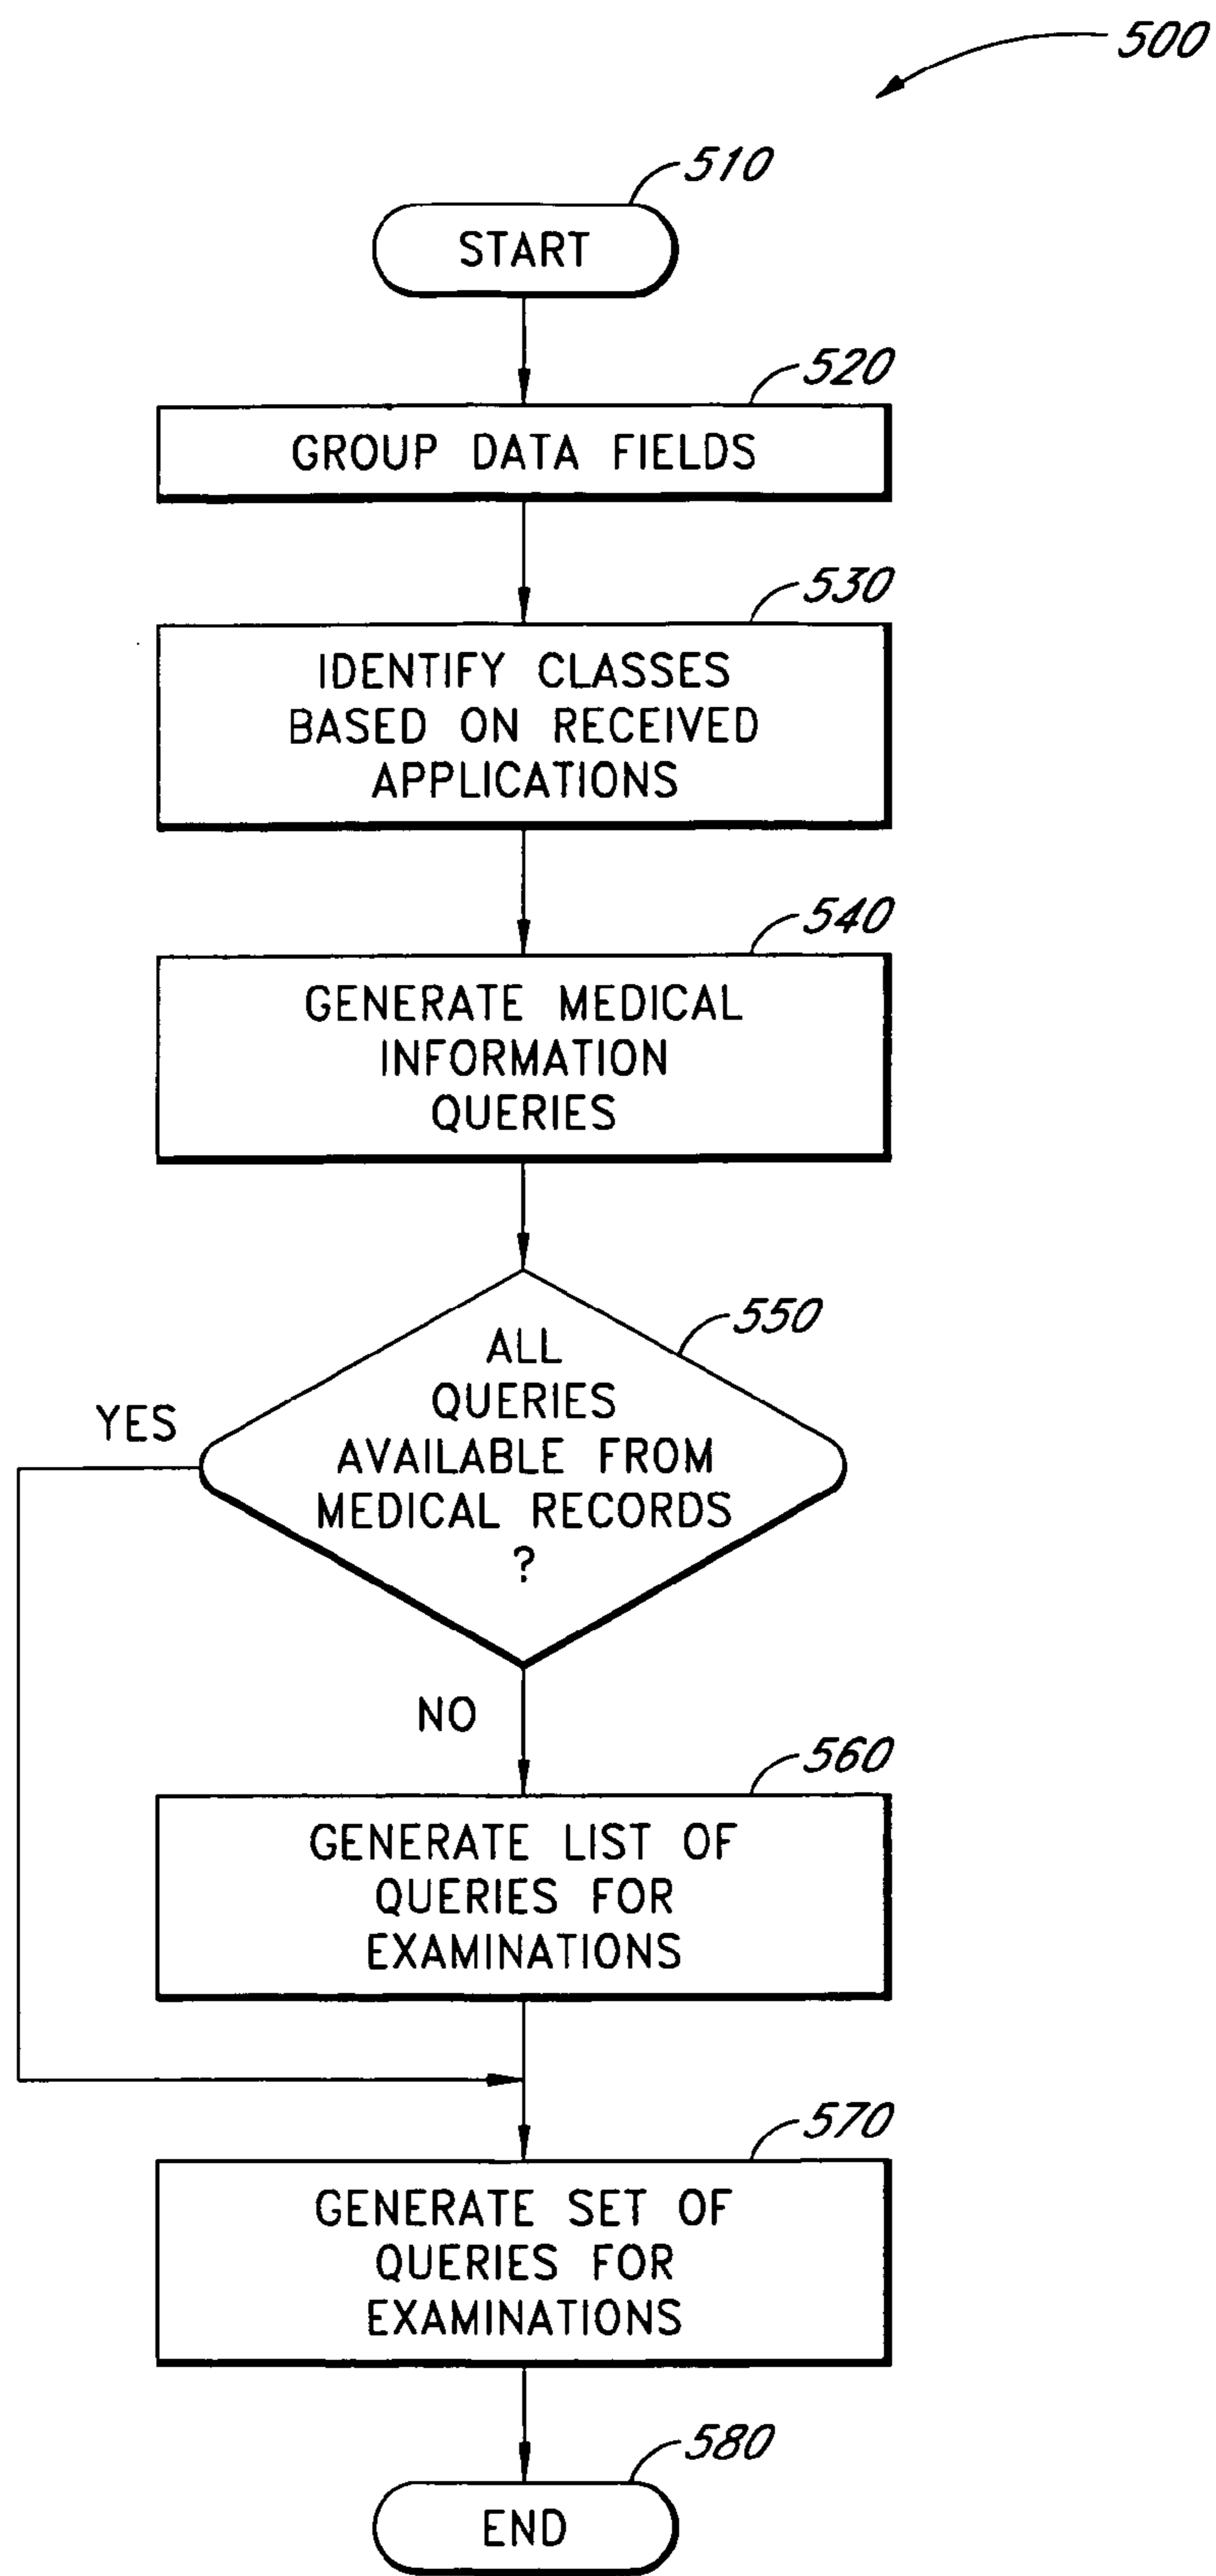 500
510
START
520
GROUP DATA FIELDS
530
IDENTIFY CLASSES
BASED ON RECEIVED
APPLICATIONS
540
GENERATE MEDICAL
INFORMATION
QUERIES
550
ALL
QUERIES
AVAILABLE FROM
MEDICAL RECORDS
?
YES
NO
560
GENERATE LIST OF
QUERIES FOR
EXAMINATIONS
570
GENERATE SET OF
QUERIES FOR
EXAMINATIONS
580
END